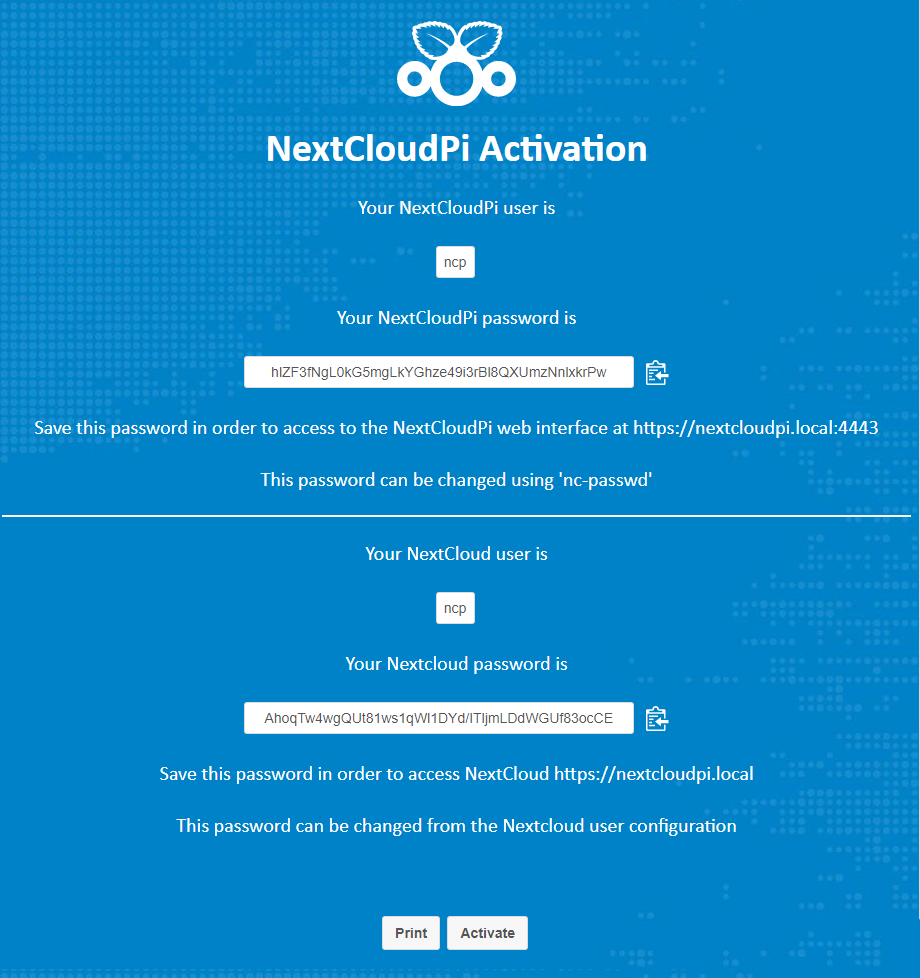 NextCloudPi Activation
Your NextCloudPi user is
ncp
Your NextCloudPi password is
hIZF3fNgL0kG5mgLkYGhze49i3rBl8QXUmzNnIxkrPw
Save this password in order to access to the NextCloudPi web interface at https://nextcloudpi.local:4443
This password can be changed using 'nc-passwd'
Your NextCloud user is
ncp
Your Nextcloud password is
AhoqTw4wgQUt81ws1qWI1DYd/ITIjmLDdWGUf83ocCE
Save this password in order to access NextCloud https://nextcloudpi.local
This password can be changed from the Nextcloud user configuration
Print Activate